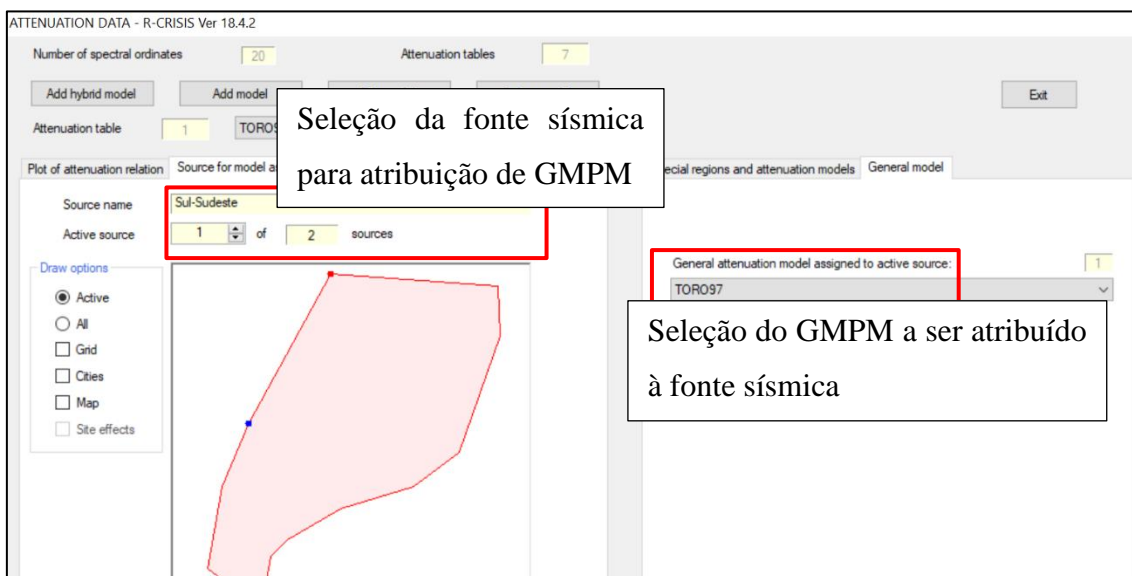 ATTENUATION DATA - R-CRISIS Ver 18.4.2
Number of spectral ordinates 20 Attenuation tables 7
Add hybrid model Add model Exit
Attenuation table 1
Seleção da fonte sísmica
para atribuição de GMPM
Plot of attenuation relation Source for model regions and attenuation models General model
Source name Sul-Sudeste
Active source 1 of 2 sources
Draw options
Active
All
Grid
Cities
Map
Site effects
General attenuation model assigned to active source: 1
TORO97
Seleção do GMPM a ser atribuído
à fonte sísmica